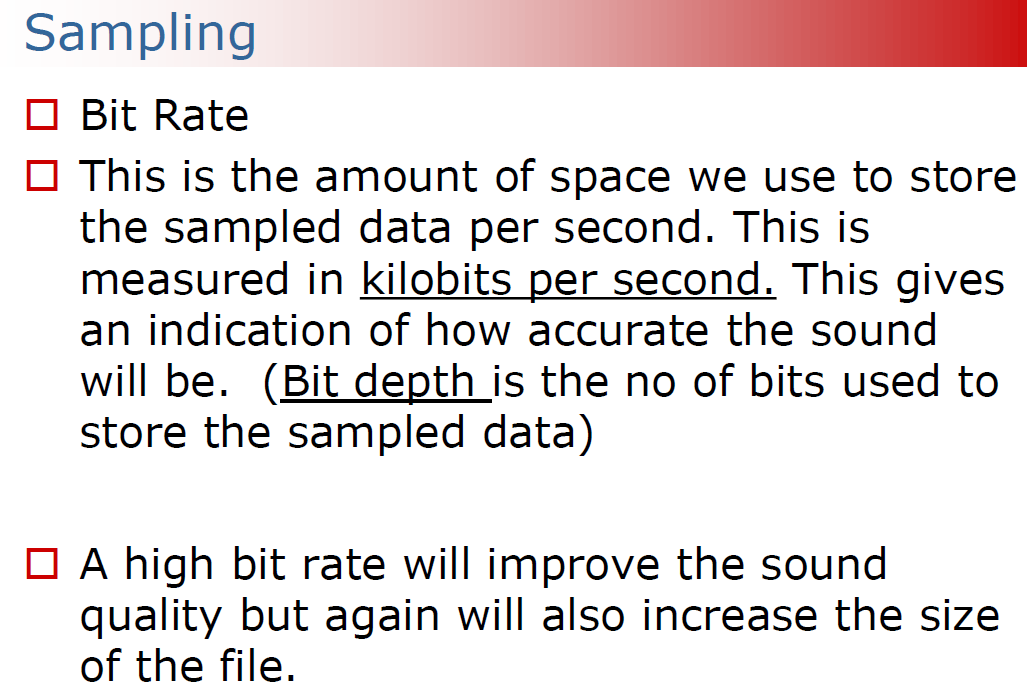 Sampling
Bit Rate
This is the amount of space we use to store
the sampled data per second. This is
measured in kilobits per second. This gives
an indication of how accurate the sound
will be.  (Bit depth is the no of bits used to
store the sampled data)
A high bit rate will improve the sound
quality but again will also increase the size
of the file.